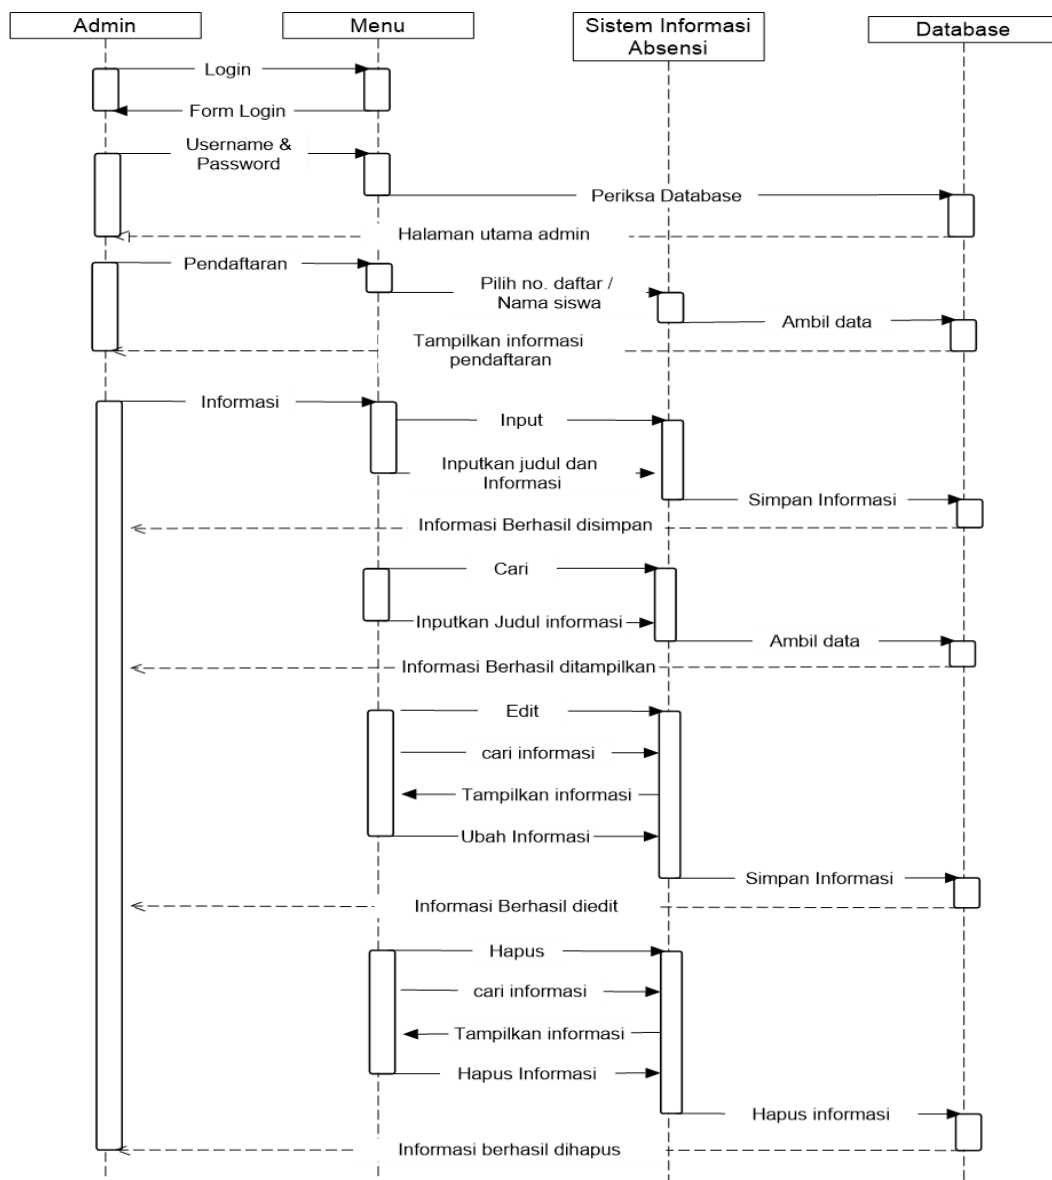 Admin
Menu
Sistem Informasi
Absensi
Database
Login
Form Login
Username &
Password
Periksa Database
Halaman utama admin
Pendaftaran
Pilih no. daftar /
Nama siswa
Ambil data
Tampilkan informasi
pendaftaran
Informasi
Input
Inputkan judul dan
Informasi
Simpan Informasi
Informasi Berhasil disimpan
Cari
Inputkan Judul informasi
Ambil data
Informasi Berhasil ditampilkan
Edit
cari informasi
Tampilkan informasi
Ubah Informasi
Simpan Informasi
Informasi Berhasil diedit
Hapus
cari informasi
Tampilkan informasi
Hapus Informasi
Hapus informasi
Informasi berhasil dihapus